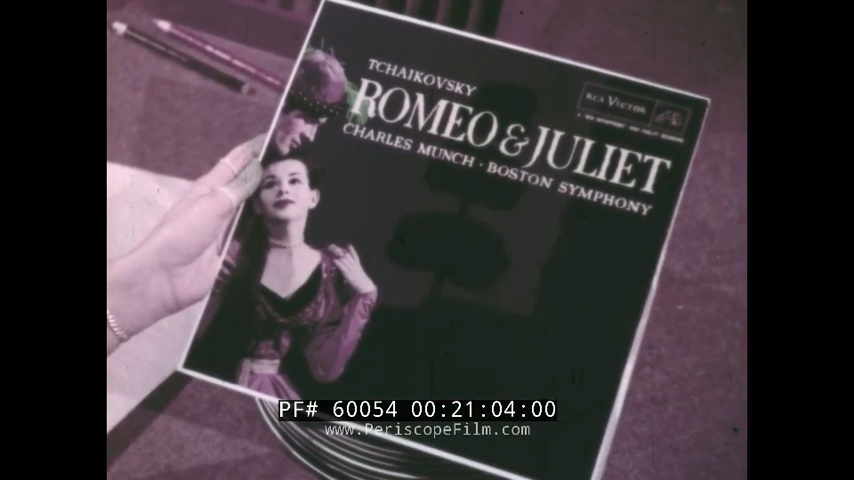 TCHAIKOVSKY
ROMEO & JULIET
CHARLES MUNCH · BOSTON SYMPHONY
RCA VICTOR
PF# 60054 00:21:04:00
www.PeriscopeFilm.com